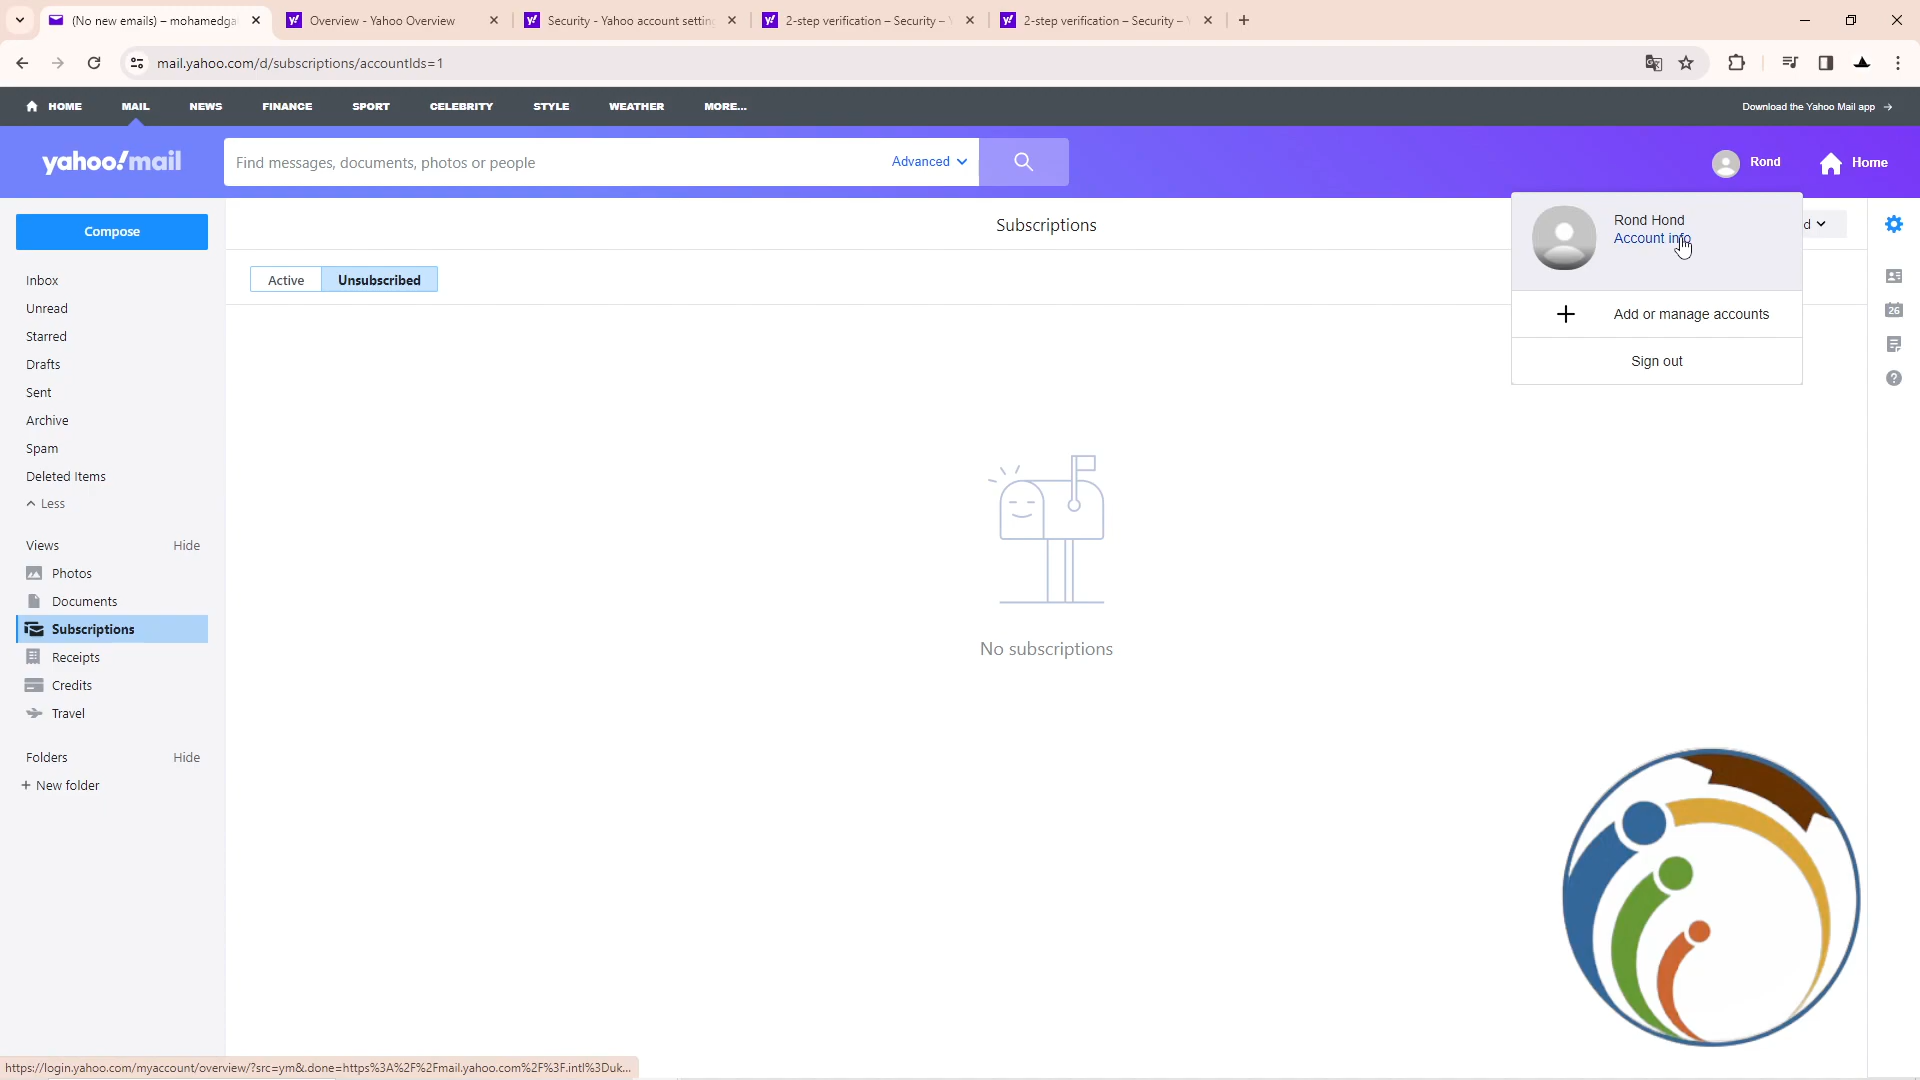 (No new emails) – mohamedga
Overview - Yahoo Overview
Security - Yahoo account settin
2-step verification – Security –
2-step verification – Security –
mail.yahoo.com/d/subscriptions/accountIds=1
HOME
MAIL
NEWS
FINANCE
SPORT
CELEBRITY
STYLE
WEATHER
MORE...
Download the Yahoo Mail app →
yahoo!mail
Find messages, documents, photos or people
Advanced
Rond
Home
Compose
Subscriptions
Rond Hond
Account info
d
Active
Unsubscribed
Add or manage accounts
Sign out
26
Inbox
Unread
Starred
Drafts
Sent
Archive
Spam
Deleted Items
Less
Views
Hide
Photos
Documents
Subscriptions
Receipts
Credits
Travel
Folders
Hide
+ New folder
No subscriptions
https://login.yahoo.com/myaccount/overview/?src=ym&.done=https%3A%2F%2Fmail.yahoo.com%2F%3F.intl%3Duk...